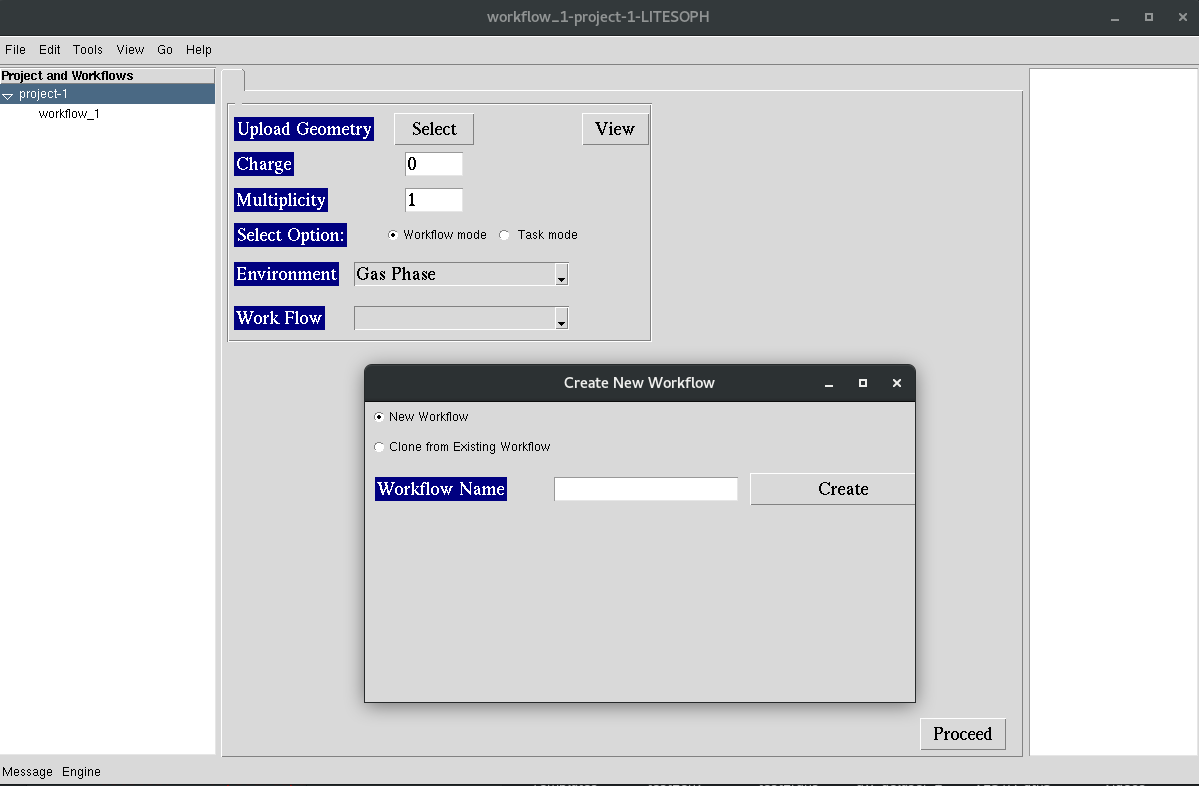 workflow_1-project-1-LITESOPH
File Edit Tools View Go Help
Project and Workflows
project-1
workflow_1
Upload Geometry Select View
Charge 0
Multiplicity 1
Select Option: Workflow mode Task mode
Environment Gas Phase
Work Flow
Create New Workflow
New Workflow
Clone from Existing Workflow
Workflow Name Create
Proceed
Message Engine